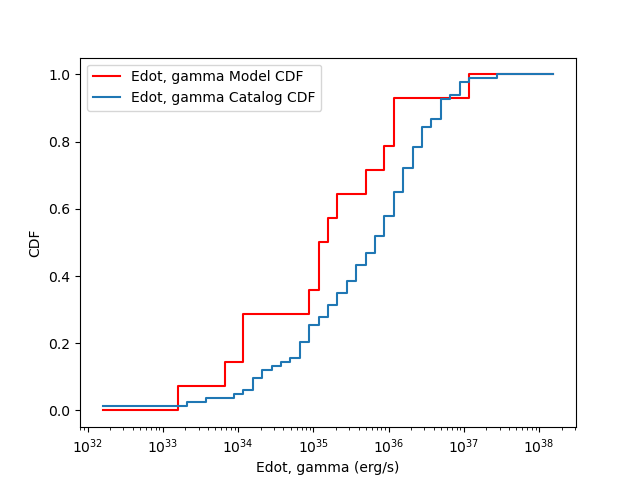 Edot, gamma Model CDF
Edot, gamma Catalog CDF
CDF
1.0
0.8
0.6
0.4
0.2
0.0
10^32 10^33 10^34 10^35 10^36 10^37 10^38
Edot, gamma (erg/s)